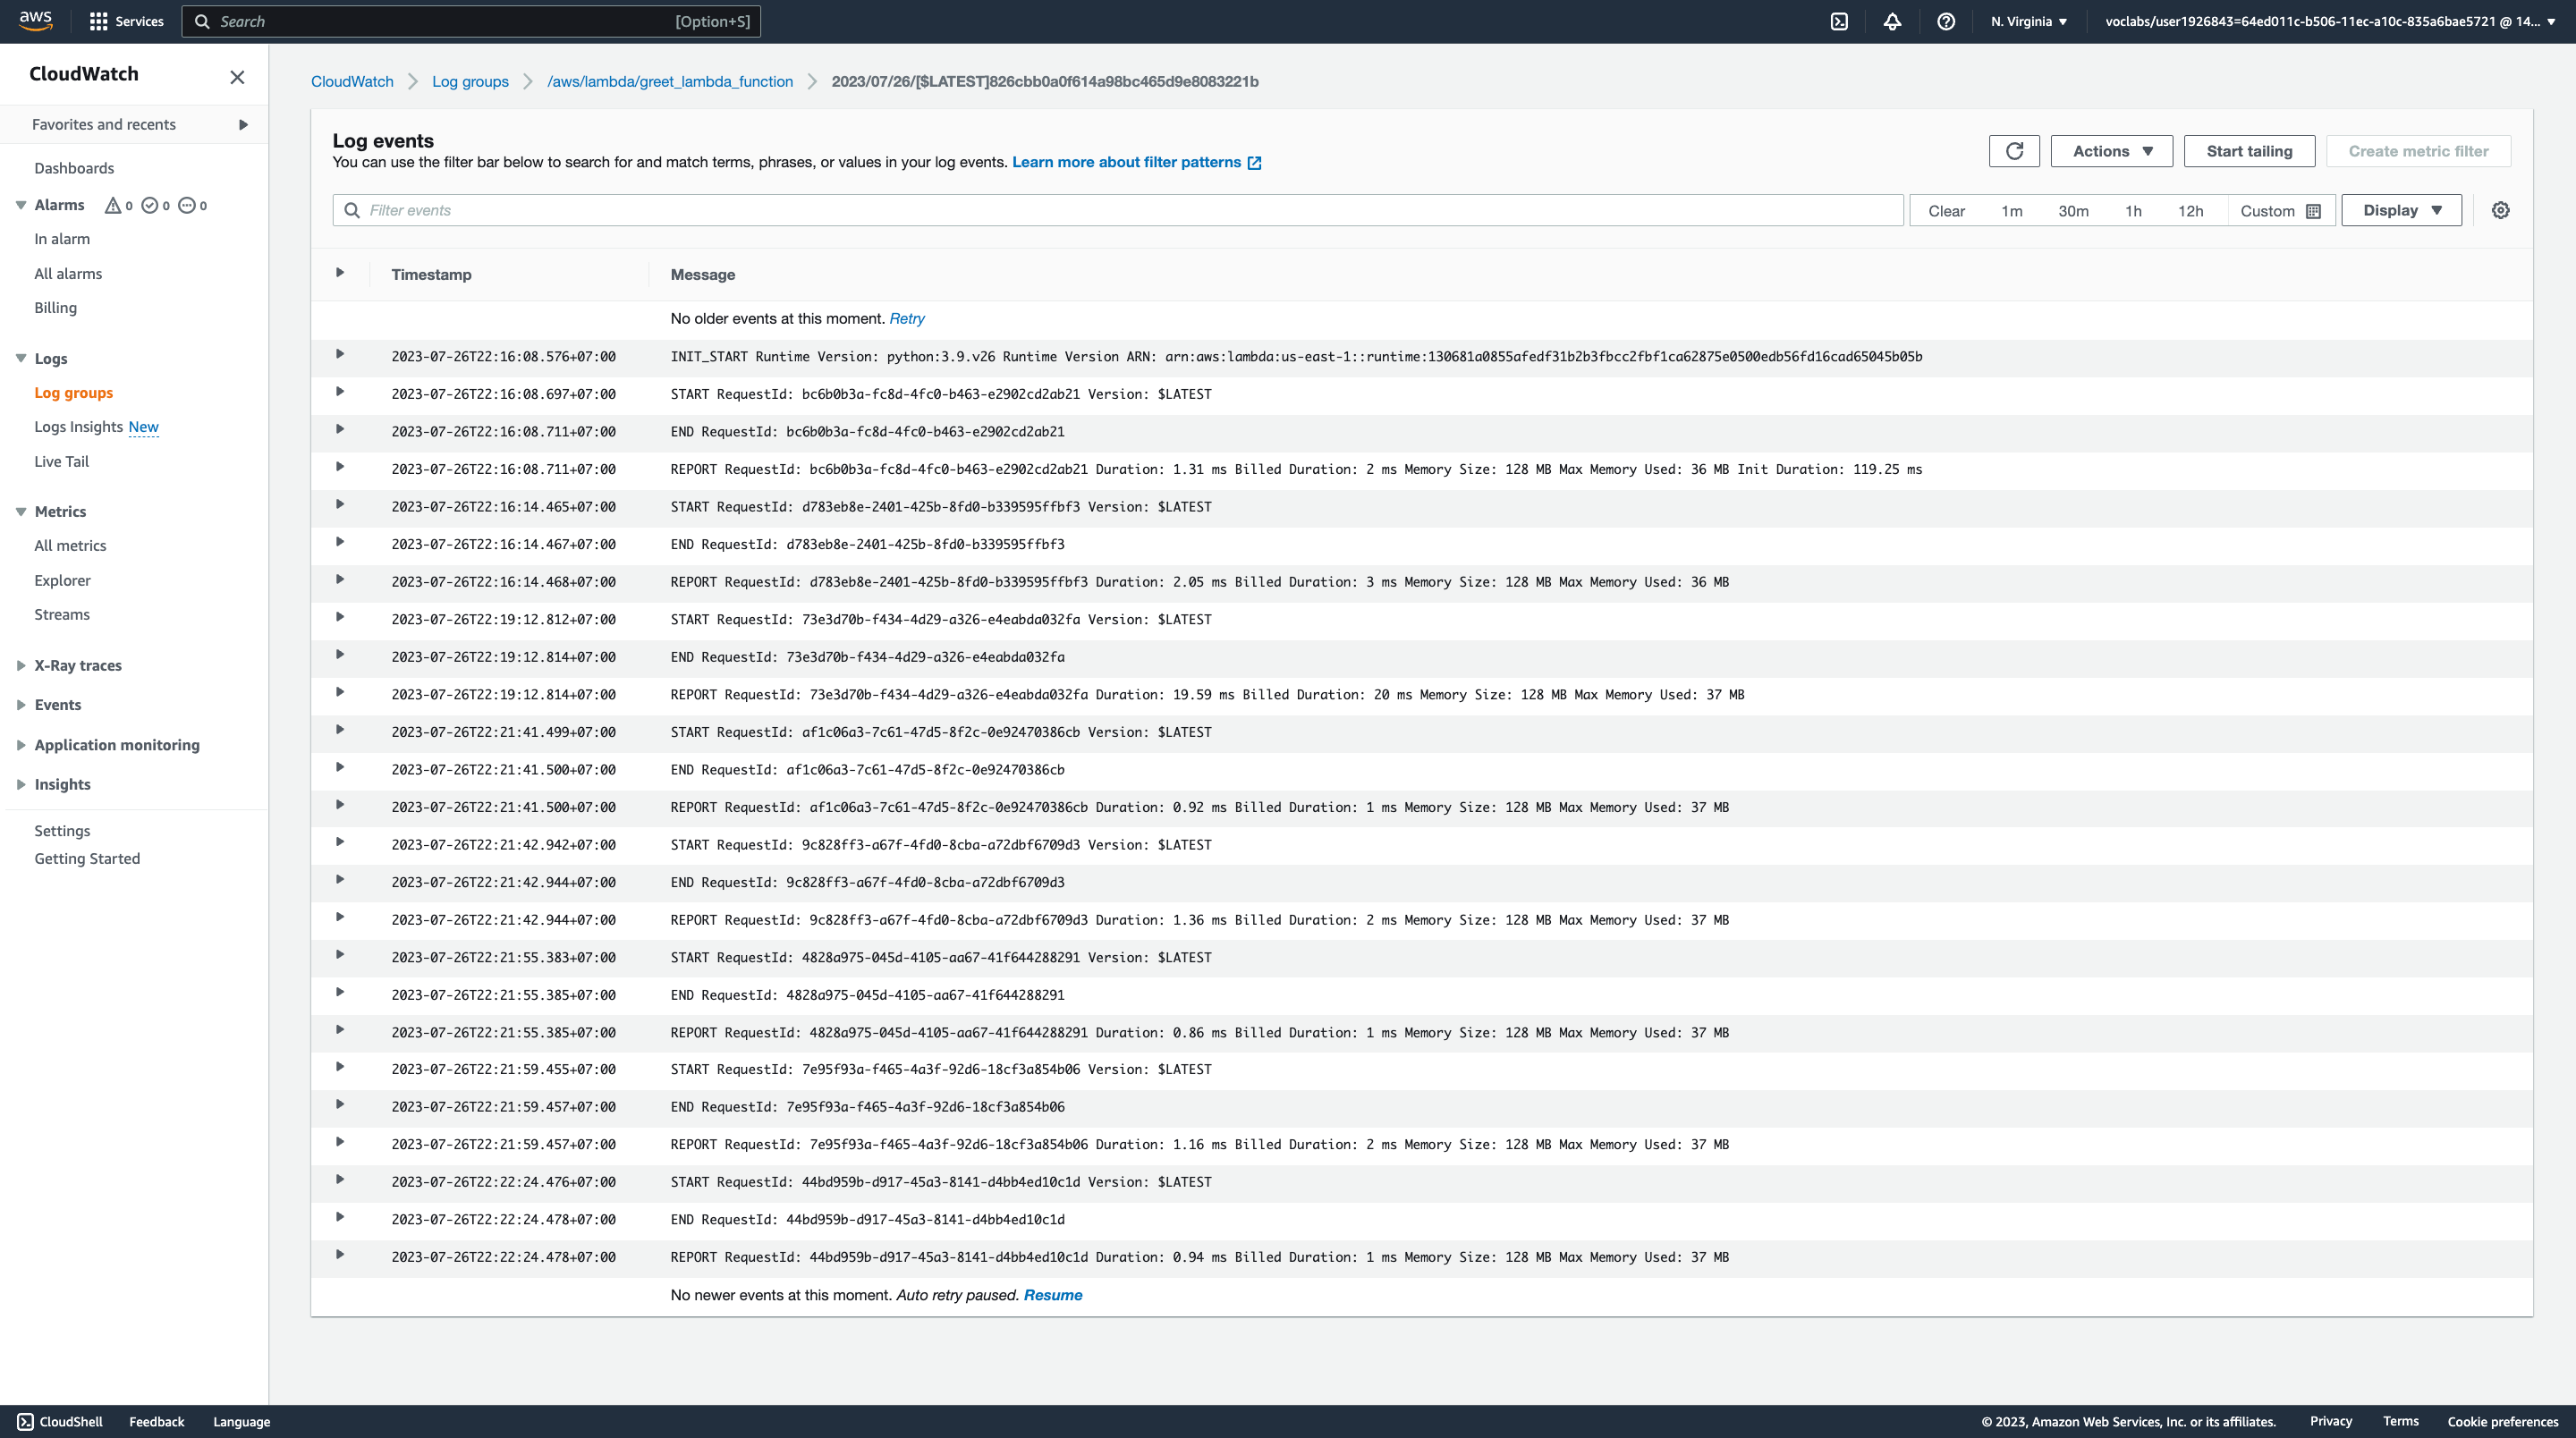 aws Services Search [Option+S] N. Virginia ▼ voclabs/user1926843=64ed011c-b506-11ec-a10c-835a6bae5721 @ 14... ▼
CloudWatch
Favorites and recents
Dashboards
Alarms 0 0 0
In alarm
All alarms
Billing
Logs
Log groups
Logs Insights New
Live Tail
Metrics
All metrics
Explorer
Streams
X-Ray traces
Events
Application monitoring
Insights
Settings
Getting Started
CloudWatch > Log groups > /aws/lambda/greet_lambda_function > 2023/07/26/[$LATEST]826cbb0a0f614a98bc465d9e8083221b
Log events
You can use the filter bar below to search for and match terms, phrases, or values in your log events. Learn more about filter patterns
Actions ▼ Start tailing Create metric filter
Filter events Clear 1m 30m 1h 12h Custom Display ▼
Timestamp Message
No older events at this moment. Retry
2023-07-26T22:16:08.576+07:00 INIT_START Runtime Version: python:3.9.v26 Runtime Version ARN: arn:aws:lambda:us-east-1::runtime:130681a0855afedf31b2b3fbcc2fbf1ca62875e0500edb56fd16cad65045b05b
2023-07-26T22:16:08.697+07:00 START RequestId: bc6b0b3a-fc8d-4fc0-b463-e2902cd2ab21 Version: $LATEST
2023-07-26T22:16:08.711+07:00 END RequestId: bc6b0b3a-fc8d-4fc0-b463-e2902cd2ab21
2023-07-26T22:16:08.711+07:00 REPORT RequestId: bc6b0b3a-fc8d-4fc0-b463-e2902cd2ab21 Duration: 1.31 ms Billed Duration: 2 ms Memory Size: 128 MB Max Memory Used: 36 MB Init Duration: 119.25 ms
2023-07-26T22:16:14.465+07:00 START RequestId: d783eb8e-2401-425b-8fd0-b339595ffbf3 Version: $LATEST
2023-07-26T22:16:14.467+07:00 END RequestId: d783eb8e-2401-425b-8fd0-b339595ffbf3
2023-07-26T22:16:14.468+07:00 REPORT RequestId: d783eb8e-2401-425b-8fd0-b339595ffbf3 Duration: 2.05 ms Billed Duration: 3 ms Memory Size: 128 MB Max Memory Used: 36 MB
2023-07-26T22:19:12.812+07:00 START RequestId: 73e3d70b-f434-4d29-a326-e4eabda032fa Version: $LATEST
2023-07-26T22:19:12.814+07:00 END RequestId: 73e3d70b-f434-4d29-a326-e4eabda032fa
2023-07-26T22:19:12.814+07:00 REPORT RequestId: 73e3d70b-f434-4d29-a326-e4eabda032fa Duration: 19.59 ms Billed Duration: 20 ms Memory Size: 128 MB Max Memory Used: 37 MB
2023-07-26T22:21:41.499+07:00 START RequestId: af1c06a3-7c61-47d5-8f2c-0e92470386cb Version: $LATEST
2023-07-26T22:21:41.500+07:00 END RequestId: af1c06a3-7c61-47d5-8f2c-0e92470386cb
2023-07-26T22:21:41.500+07:00 REPORT RequestId: af1c06a3-7c61-47d5-8f2c-0e92470386cb Duration: 0.92 ms Billed Duration: 1 ms Memory Size: 128 MB Max Memory Used: 37 MB
2023-07-26T22:21:42.942+07:00 START RequestId: 9c828ff3-a67f-4fd0-8cba-a72dbf6709d3 Version: $LATEST
2023-07-26T22:21:42.944+07:00 END RequestId: 9c828ff3-a67f-4fd0-8cba-a72dbf6709d3
2023-07-26T22:21:42.944+07:00 REPORT RequestId: 9c828ff3-a67f-4fd0-8cba-a72dbf6709d3 Duration: 1.36 ms Billed Duration: 2 ms Memory Size: 128 MB Max Memory Used: 37 MB
2023-07-26T22:21:55.383+07:00 START RequestId: 4828a975-045d-4105-aa67-41f644288291 Version: $LATEST
2023-07-26T22:21:55.385+07:00 END RequestId: 4828a975-045d-4105-aa67-41f644288291
2023-07-26T22:21:55.385+07:00 REPORT RequestId: 4828a975-045d-4105-aa67-41f644288291 Duration: 0.86 ms Billed Duration: 1 ms Memory Size: 128 MB Max Memory Used: 37 MB
2023-07-26T22:21:59.455+07:00 START RequestId: 7e95f93a-f465-4a3f-92d6-18cf3a854b06 Version: $LATEST
2023-07-26T22:21:59.457+07:00 END RequestId: 7e95f93a-f465-4a3f-92d6-18cf3a854b06
2023-07-26T22:21:59.457+07:00 REPORT RequestId: 7e95f93a-f465-4a3f-92d6-18cf3a854b06 Duration: 1.16 ms Billed Duration: 2 ms Memory Size: 128 MB Max Memory Used: 37 MB
2023-07-26T22:22:24.476+07:00 START RequestId: 44bd959b-d917-45a3-8141-d4bb4ed10c1d Version: $LATEST
2023-07-26T22:22:24.478+07:00 END RequestId: 44bd959b-d917-45a3-8141-d4bb4ed10c1d
2023-07-26T22:22:24.478+07:00 REPORT RequestId: 44bd959b-d917-45a3-8141-d4bb4ed10c1d Duration: 0.94 ms Billed Duration: 1 ms Memory Size: 128 MB Max Memory Used: 37 MB
No newer events at this moment. Auto retry paused. Resume
CloudShell Feedback Language © 2023, Amazon Web Services, Inc. or its affiliates. Privacy Terms Cookie preferences